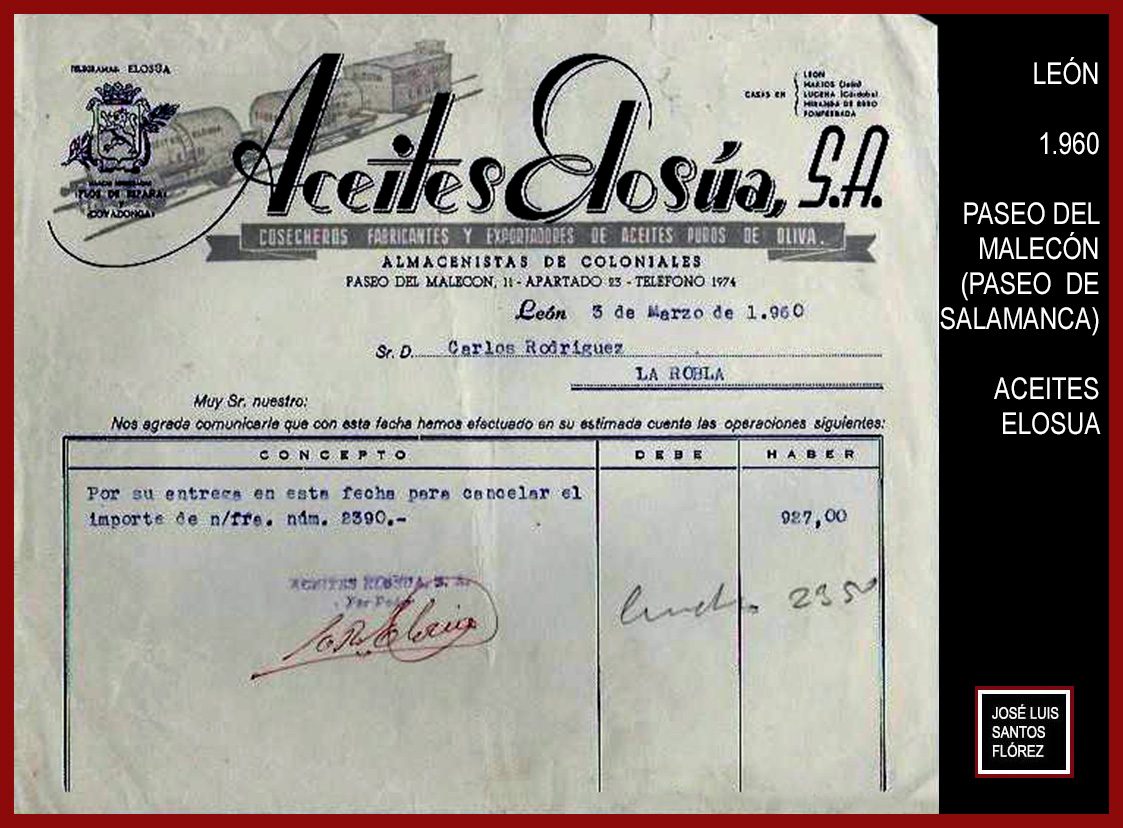 TELEGRAMAS ELOSÚA
FLOR DE ESPAÑA
Y
COVADONGA
CASAS EN
LEÓN
MARTOS (Jaén)
LUCENA (Córdoba)
MIRANDA DE EBRO
PONFERRADA
Aceites Elosúa, S.A.
COSECHEROS FABRICANTES Y EXPORTADORES DE ACEITES PUROS DE OLIVA.
ALMACENISTAS DE COLONIALES
PASEO DEL MALECON, 11 - APARTADO 23 - TELÉFONO 1974
León 3 de Marzo de 1.960
Sr. D. Carlos Rodriguez
LA ROBLA
Muy Sr. nuestro:
Nos agrada comunicarle que con esta fecha hemos efectuado en su estimada cuenta las operaciones siguientes:
CONCEPTO DEBE HABER
Por su entrega en esta fecha para cancelar el
importe de n/fra. núm. 2390.- 927,00
ACEITES ELOSUA, S. A.
2350
LEÓN
1.960
PASEO DEL
MALECÓN
(PASEO DE
SALAMANCA)
ACEITES
ELOSUA
JOSÉ LUIS
SANTOS
FLÓREZ